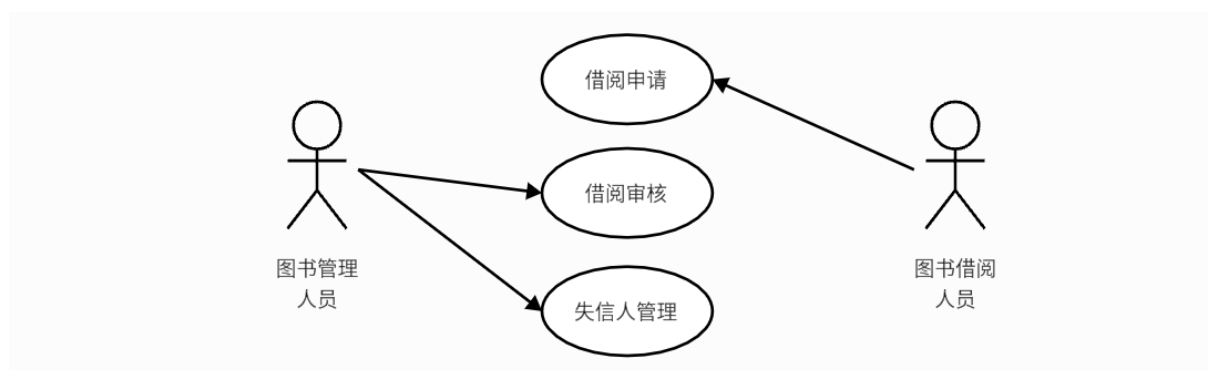 借阅申请
借阅审核
失信人管理
图书管理
人员
图书借阅
人员